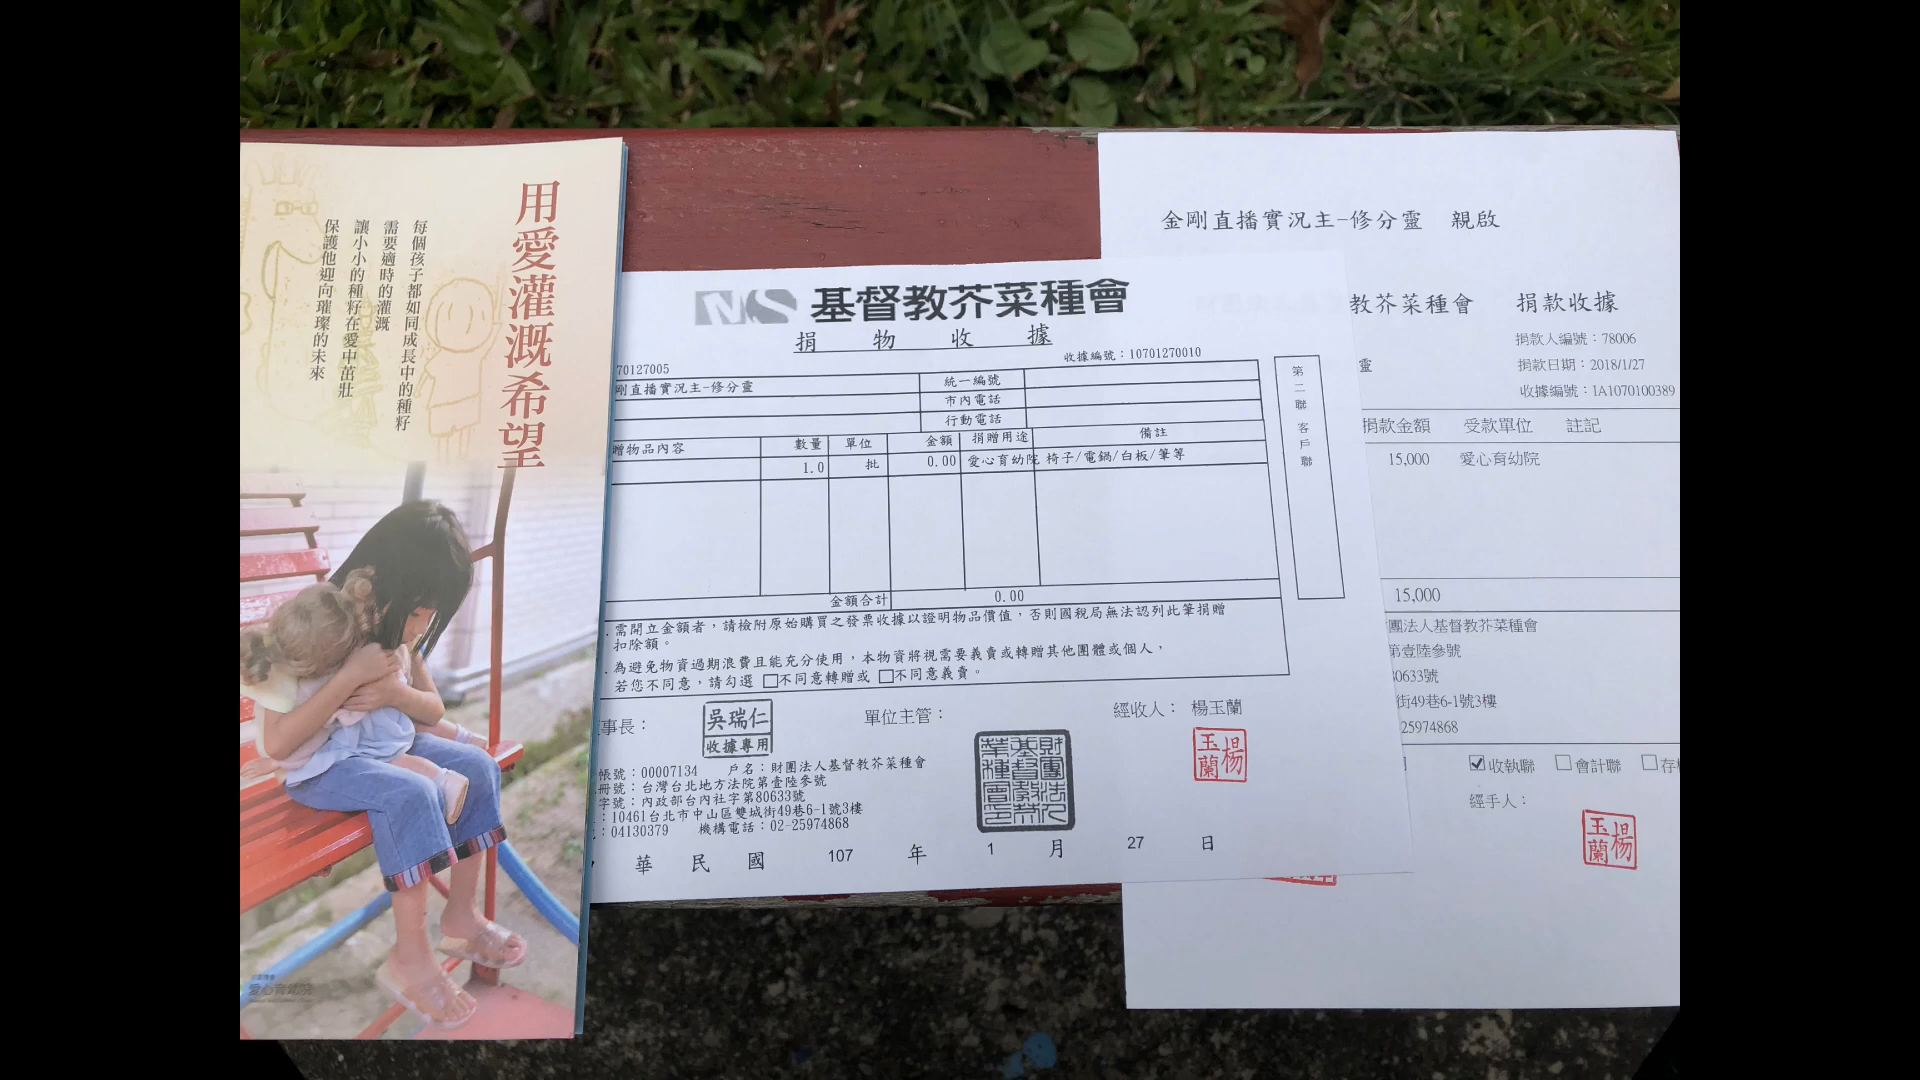 用愛灌溉希望
每個孩子都如同成長中的種籽
需要適時的灌溉
讓小小的種籽在愛中茁壯
保護他迎向璀璨的未來
愛心育幼院
基督教芥菜種會
捐物收據
70127005
收據編號：10701270010
剛直播實況主-修分靈
統一編號
市內電話
行動電話
贈物品內容 數量 單位 金額 捐贈用途 備註
1.0 批 0.00 愛心育幼院 椅子/電鍋/白板/筆等
金額合計 0.00
需開立金額者，請檢附原始購買之發票收據以證明物品價值，否則國稅局無法認列此筆捐贈
扣除額。
為避免物資過期浪費且能充分使用，本物資將視需要義賣或轉贈其他團體或個人，
若您不同意，請勾選 □不同意轉贈或 □不同意義賣。
第二聯 客戶聯
事長： 單位主管： 經收人： 楊玉蘭
吳瑞仁
收據專用
財團法人基督教芥菜種會印
楊玉蘭
帳號：00007134 戶名：財團法人基督教芥菜種會
冊號：台灣台北地方法院第壹陸參號
字號：內政部台內社字第80633號
：10461台北市中山區雙城街49巷6-1號3樓
：04130379 機構電話：02-25974868
華民國 107 年 1 月 27 日
金剛直播實況主-修分靈 親啟
教芥菜種會 捐款收據
捐款人編號：78006
靈 捐款日期：2018/1/27
收據編號：1A1070100389
捐款金額 受款單位 註記
15,000 愛心育幼院
15,000
團法人基督教芥菜種會
第壹陸參號
80633號
街49巷6-1號3樓
25974868
☑收執聯 □會計聯 □存
經手人：
楊玉蘭